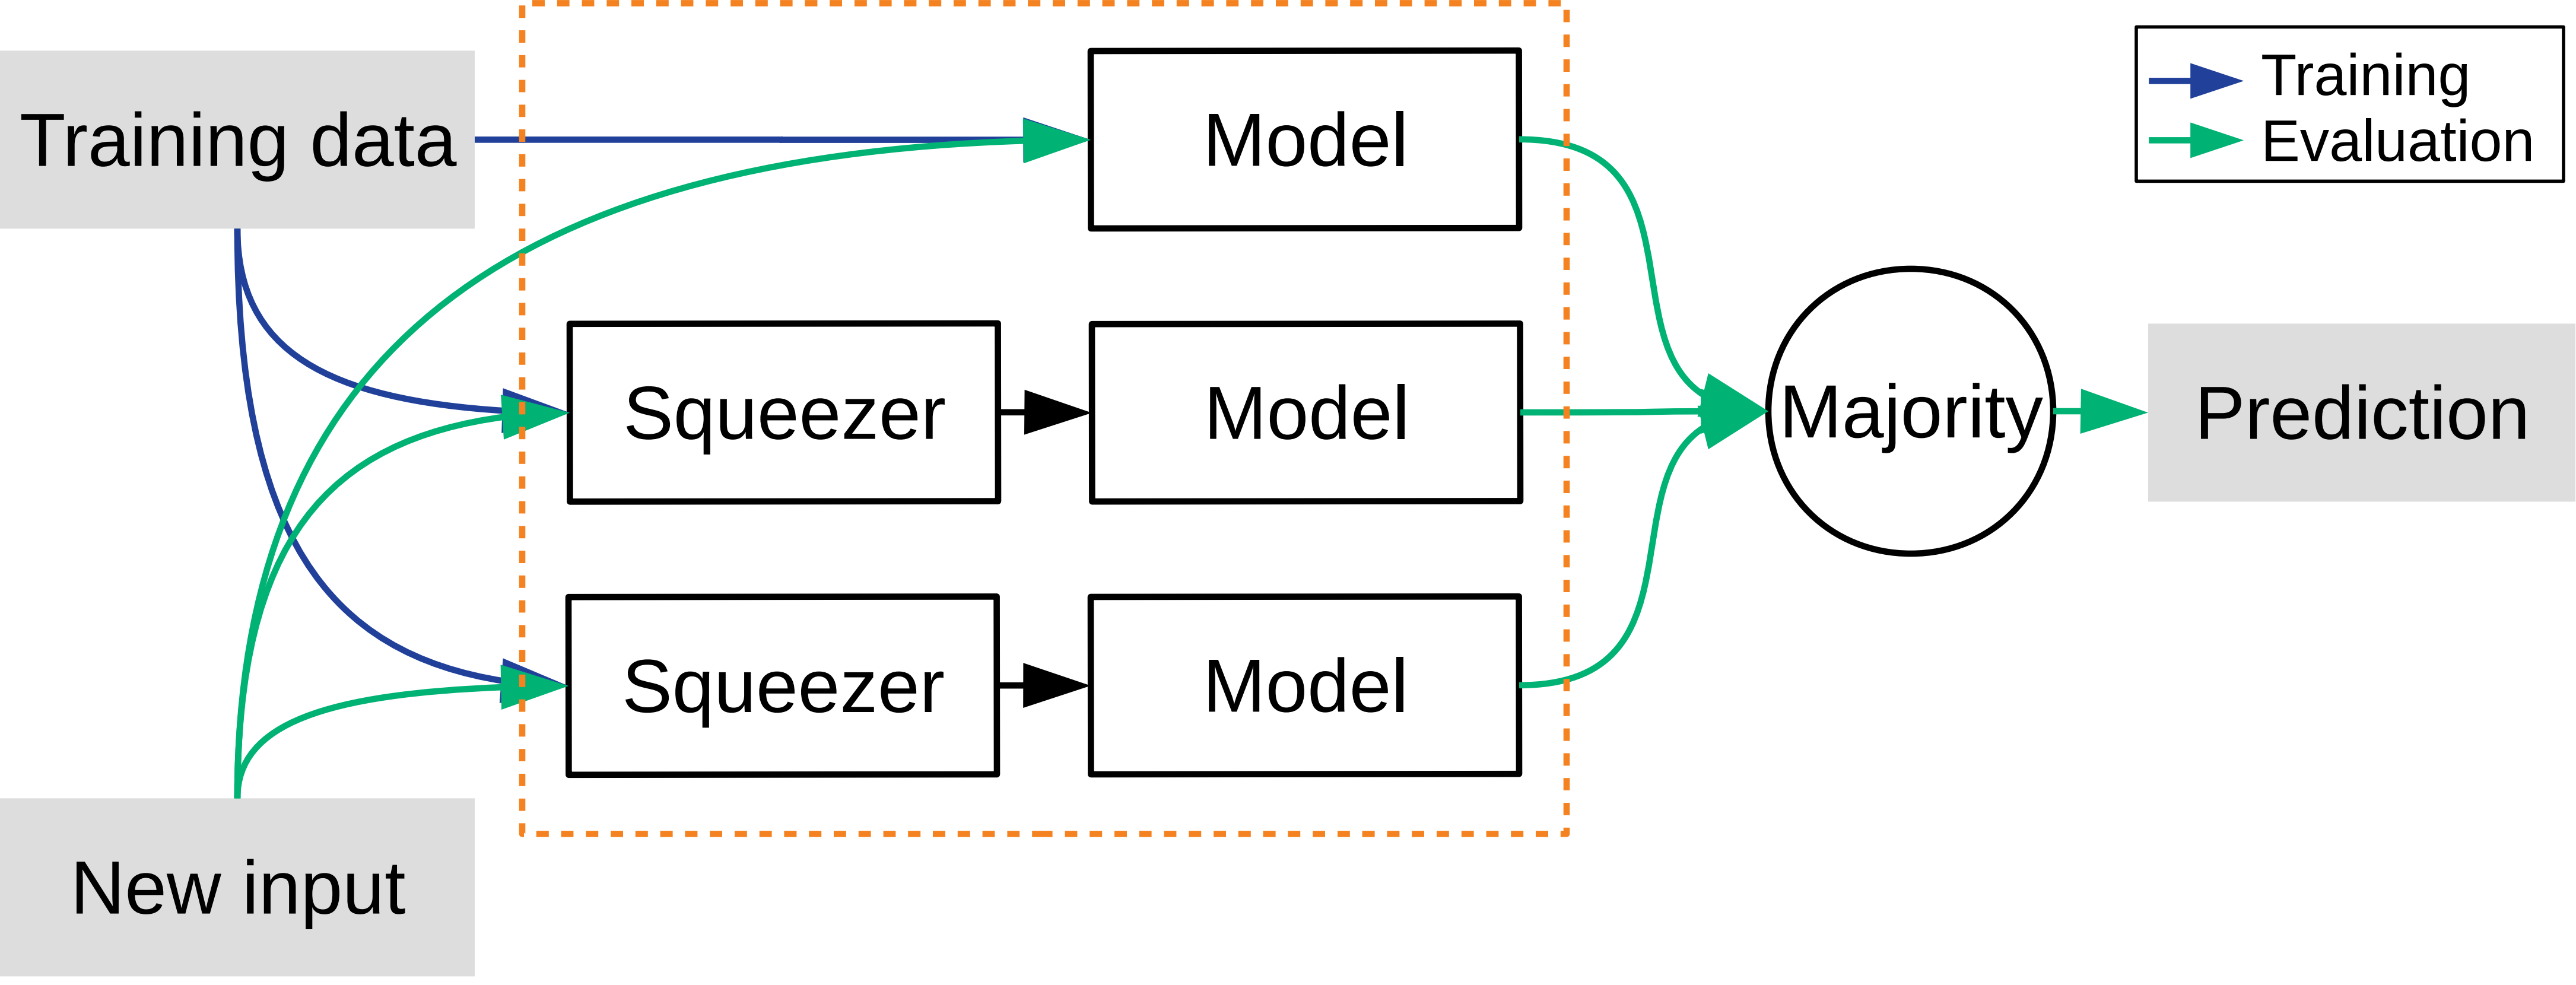 Training data
Model
Training
Evaluation
Squeezer
Model
Majority
Prediction
Squeezer
Model
New input